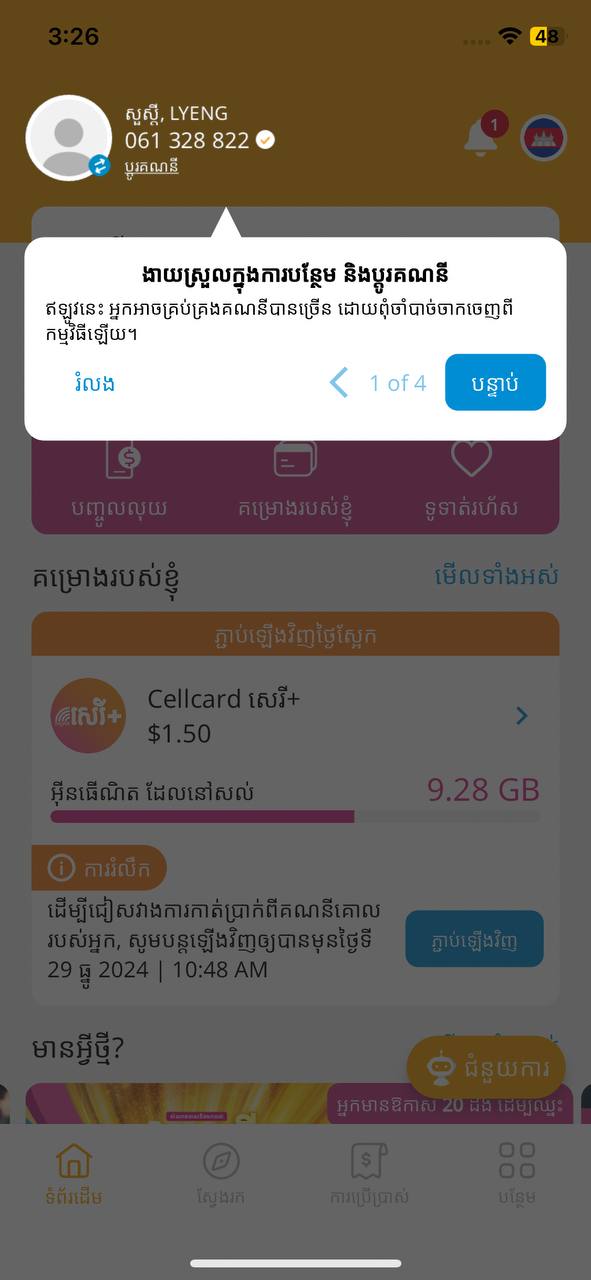 3:26
48
សួស្តី, LYENG
061 328 822
ប្តូរគណនី
1
ងាយស្រួលក្នុងការបន្ថែម និងប្តូរគណនី
ឥឡូវនេះ អ្នកអាចគ្រប់គ្រងគណនីបានច្រើន ដោយពុំចាំបាច់ចាកចេញពី
កម្មវិធីឡើយ។
រំលង
1 of 4
បន្ទាប់
បញ្ចូលលុយ
គម្រោងរបស់ខ្ញុំ
ទូទាត់រហ័ស
គម្រោងរបស់ខ្ញុំ
មើលទាំងអស់
ភ្ជាប់ឡើងវិញថ្ងៃស្អែក
សេរី+
Cellcard សេរី+
$1.50
អ៊ីនធើណិត ដែលនៅសល់
9.28 GB
ការរំលឹក
ដើម្បីជៀសវាងការកាត់ប្រាក់ពីគណនីគោល
របស់អ្នក, សូមបន្តឡើងវិញឲ្យបានមុនថ្ងៃទី
29 ធ្នូ 2024 | 10:48 AM
ភ្ជាប់ឡើងវិញ
មានអ្វីថ្មី?
ជំនួយការ
អ្នកមានឱកាស 20 ដង ដើម្បីឈ្នះ
ទំព័រដើម
ស្វែងរក
ការប្រើប្រាស់
បន្ថែម